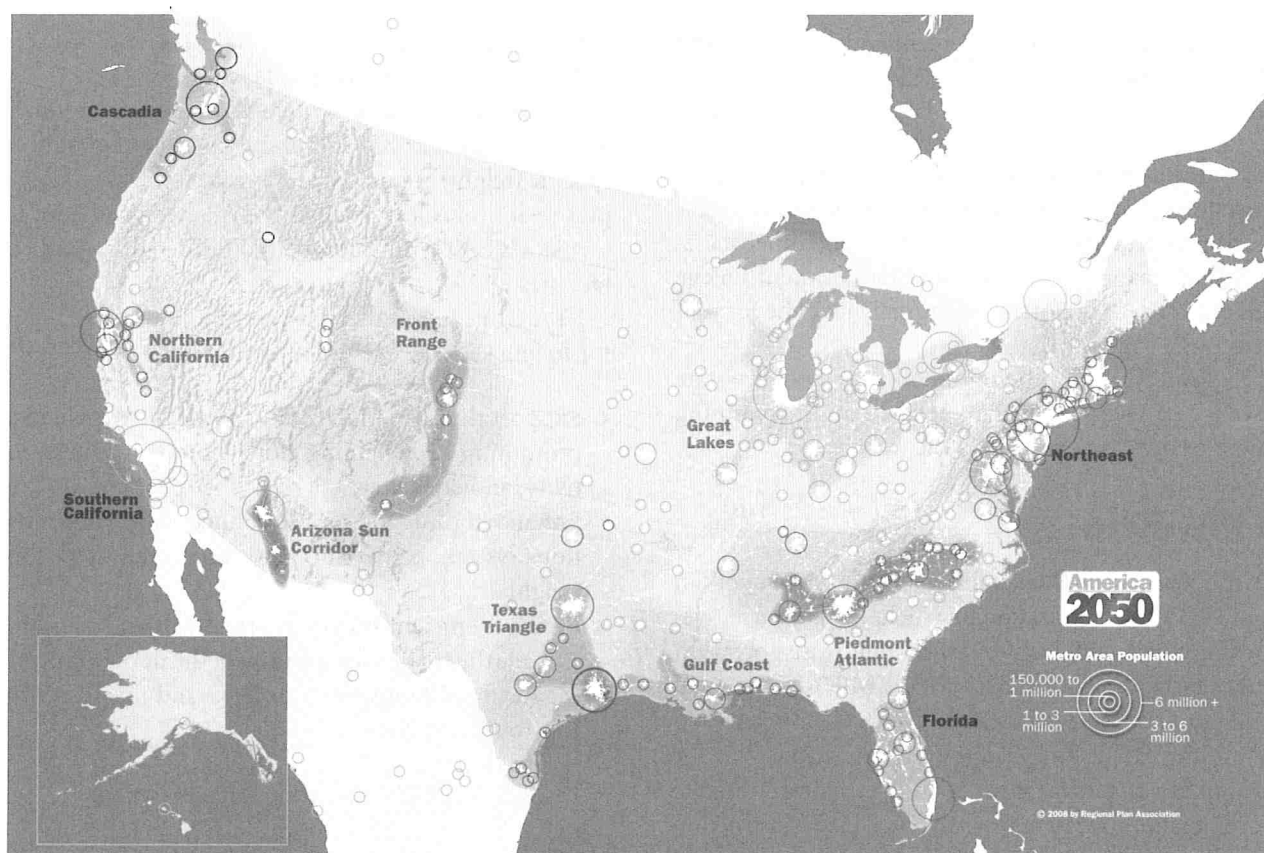 Cascadia
Northern
California
Front
Range
Great
Lakes
Northeast
Southern
California
Arizona Sun
Corridor
Texas
Triangle
Gulf Coast
Piedmont
Atlantic
Florida
America
2050
Metro Area Population
150,000 to
1 million
1 to 3
million
6 million +
3 to 6
million
© 2008 by Regional Plan Association